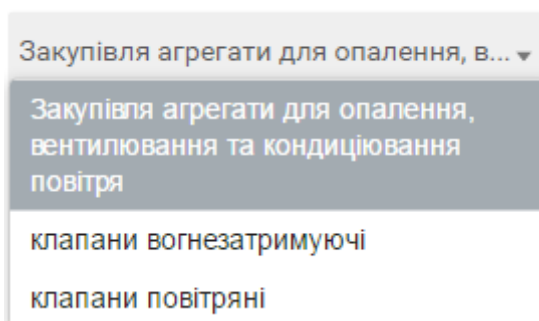 Закупівля агрегати для опалення, в...
Закупівля агрегати для опалення,
вентилювання та кондиціювання
повітря
клапани вогнезатримуючі
клапани повітряні